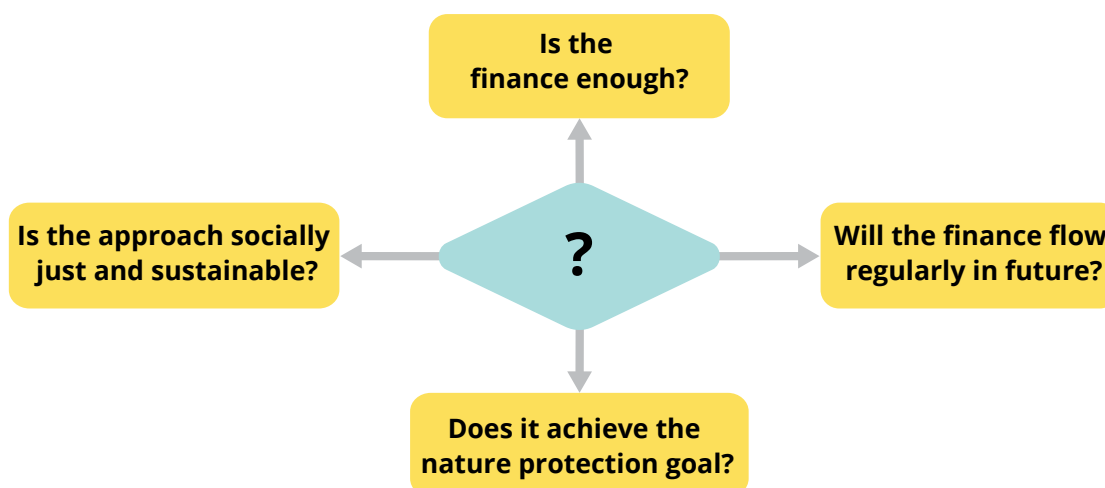 Is the
finance enough?
Is the approach socially
just and sustainable?
?
Will the finance flow
regularly in future?
Does it achieve the
nature protection goal?